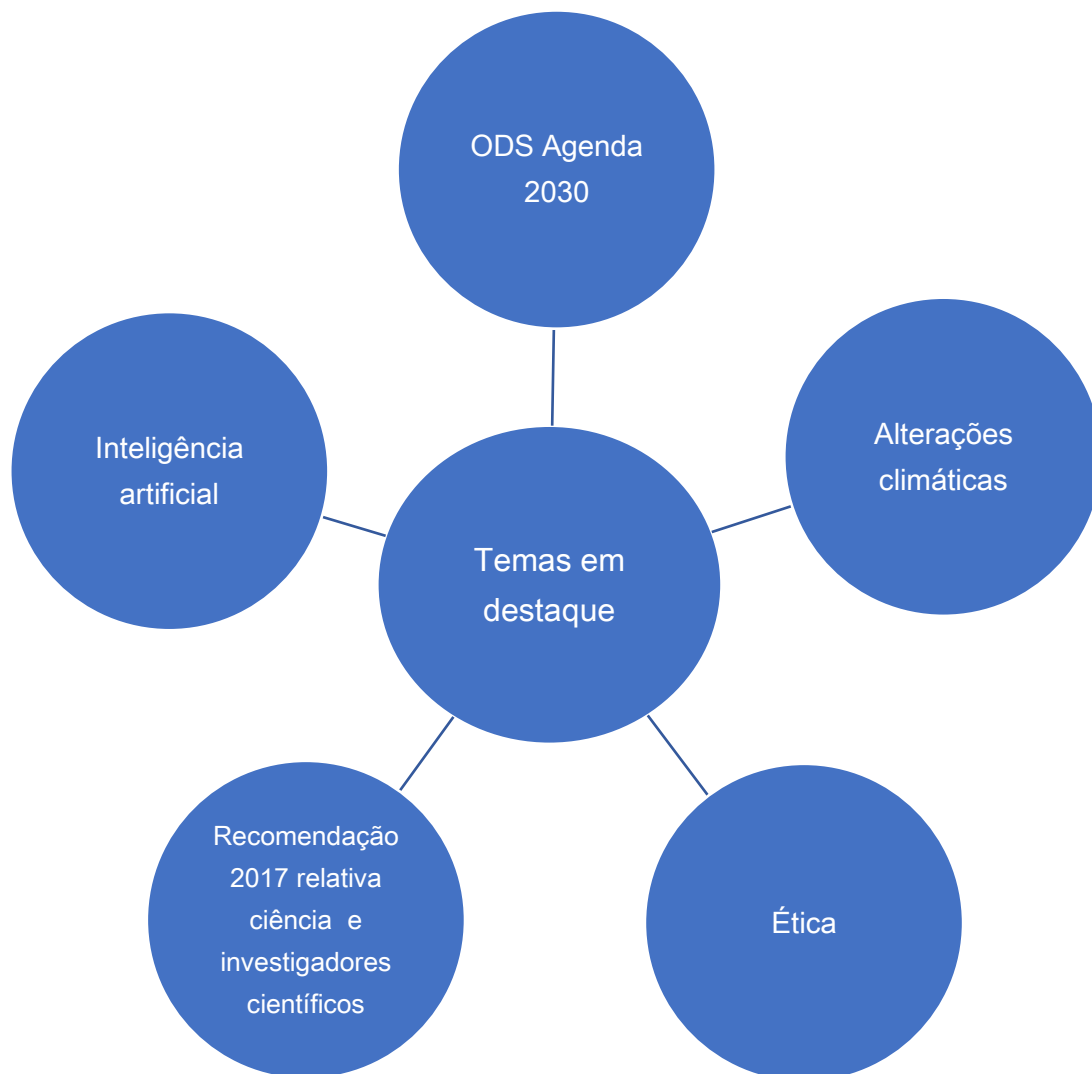 ODS Agenda
2030
Alterações
climáticas
Inteligência
artificial
Temas em
destaque
Recomendação
2017 relativa
ciência e
investigadores
científicos
Ética